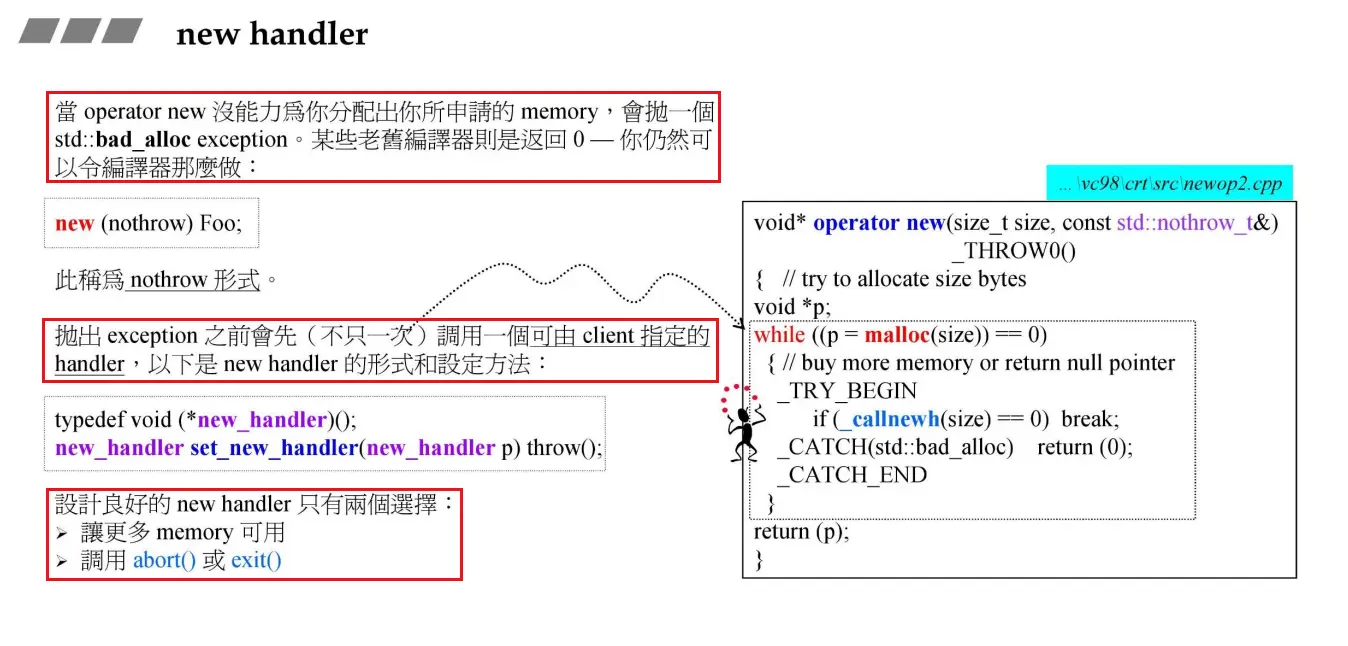 new handler
當 operator new 沒能力爲你分配出你所申請的 memory，會拋一個
std::bad_alloc exception。某些老舊編譯器則是返回 0 — 你仍然可
以令編譯器那麼做：
new (nothrow) Foo;
此稱爲 nothrow 形式。
拋出 exception 之前會先（不只一次）調用一個可由 client 指定的
handler，以下是 new handler 的形式和設定方法：
typedef void (*new_handler)();
new_handler set_new_handler(new_handler p) throw();
設計良好的 new handler 只有兩個選擇：
➢ 讓更多 memory 可用
➢ 調用 abort() 或 exit()
...\vc98\crt\src\newop2.cpp
void* operator new(size_t size, const std::nothrow_t&)
_THROW0()
{ // try to allocate size bytes
void *p;
while ((p = malloc(size)) == 0)
{ // buy more memory or return null pointer
_TRY_BEGIN
if (_callnewh(size) == 0) break;
_CATCH(std::bad_alloc) return (0);
_CATCH_END
}
return (p);
}